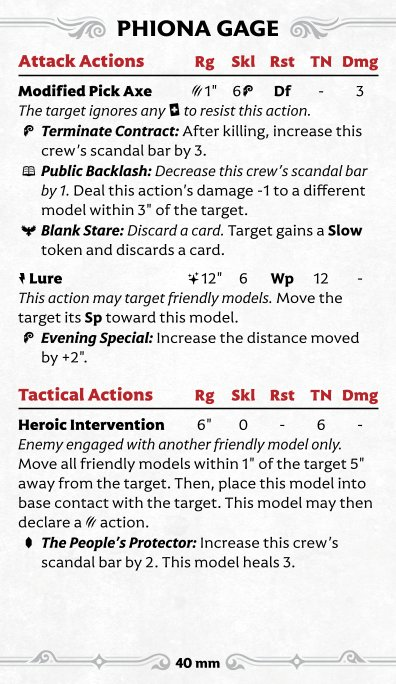 PHIONA GAGE
Attack Actions Rg Skl Rst TN Dmg
Modified Pick Axe 1" 6 Df - 3
The target ignores any to resist this action.
Terminate Contract: After killing, increase this
crew's scandal bar by 3.
Public Backlash: Decrease this crew's scandal bar
by 1. Deal this action's damage -1 to a different
model within 3" of the target.
Blank Stare: Discard a card. Target gains a Slow
token and discards a card.
Lure 12" 6 Wp 12 -
This action may target friendly models. Move the
target its Sp toward this model.
Evening Special: Increase the distance moved
by +2".
Tactical Actions Rg Skl Rst TN Dmg
Heroic Intervention 6" 0 - 6 -
Enemy engaged with another friendly model only.
Move all friendly models within 1" of the target 5"
away from the target. Then, place this model into
base contact with the target. This model may then
declare a action.
The People's Protector: Increase this crew's
scandal bar by 2. This model heals 3.
40 mm